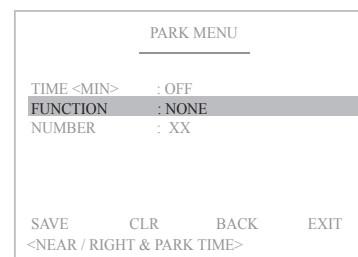 PARK MENU
TIME <MIN> : OFF
FUNCTION : NONE
NUMBER : XX
SAVE CLR BACK EXIT
<NEAR / RIGHT & PARK TIME>